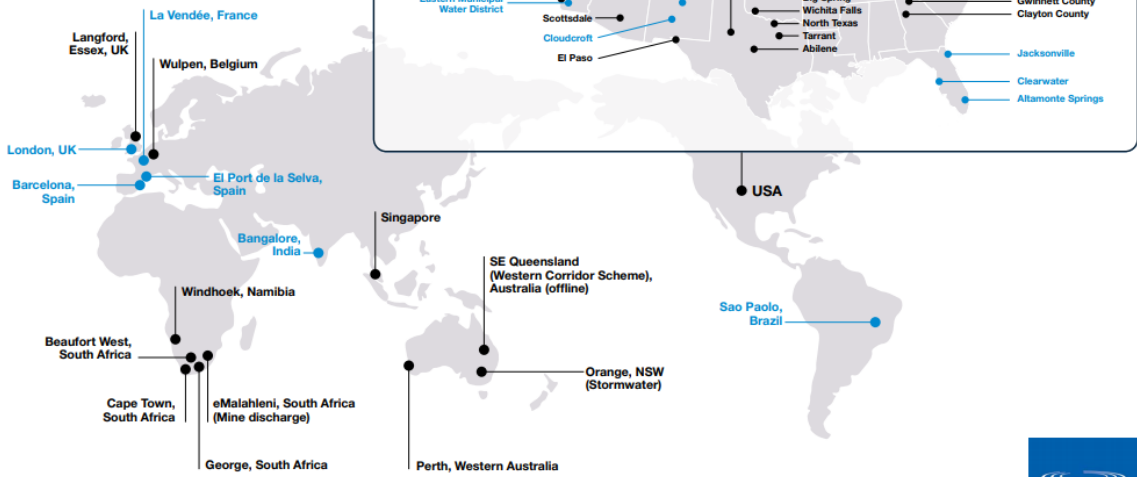 Gwinnett County
Clayton County
Eastern Municipal
Water District
Wichita Falls
North Texas
Tarrant
Abilene
Scottsdale
Cloudcroft
El Paso
Jacksonville
Clearwater
Altamonte Springs
La Vendée, France
Langford,
Essex, UK
Wulpen, Belgium
London, UK
Barcelona,
Spain
El Port de la Selva,
Spain
USA
Singapore
Bangalore,
India
SE Queensland
(Western Corridor Scheme),
Australia (offline)
Windhoek, Namibia
Sao Paolo,
Brazil
Beaufort West,
South Africa
Orange, NSW
(Stormwater)
Cape Town,
South Africa
eMalahleni, South Africa
(Mine discharge)
George, South Africa
Perth, Western Australia